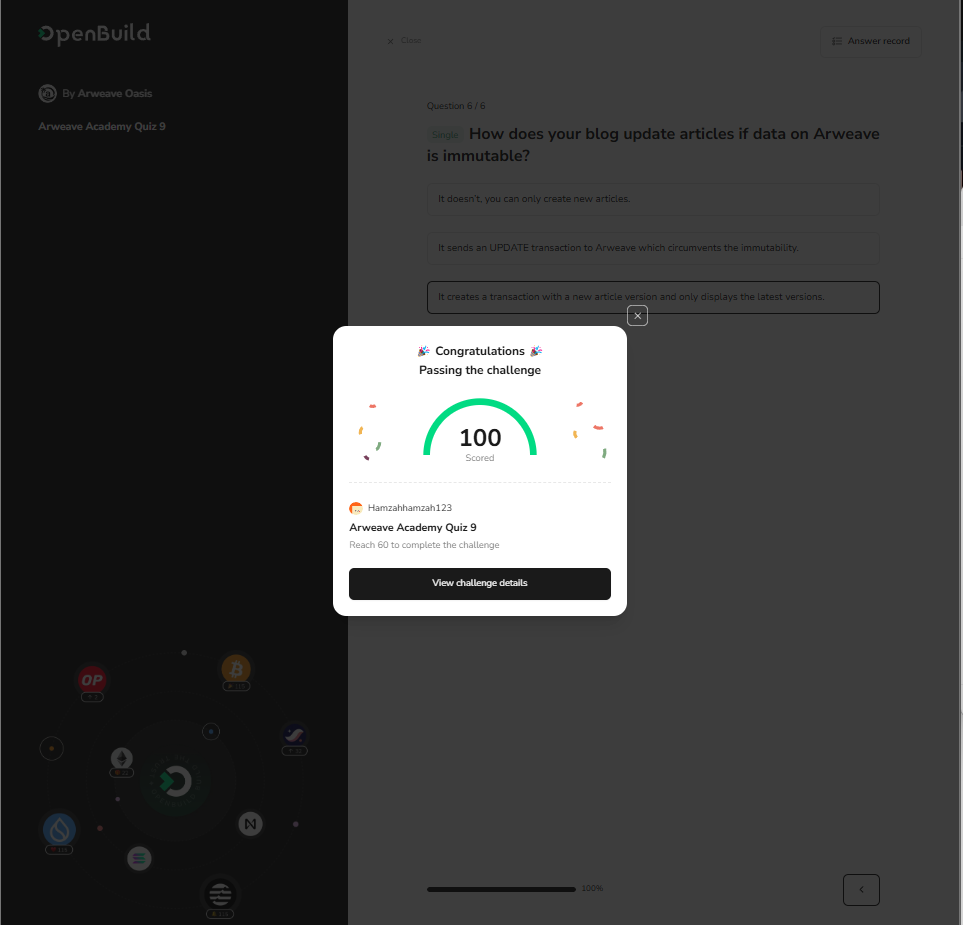 OpenBuild
By Arweave Oasis
Arweave Academy Quiz 9
Close
Answer record
Question 6 / 6
Single How does your blog update articles if data on Arweave
is immutable?
It doesn't, you can only create new articles.
It sends an UPDATE transaction to Arweave which circumvents the immutability.
It creates a transaction with a new article version and only displays the latest versions.
Congratulations
Passing the challenge
100
Scored
Hamzahhamzah123
Arweave Academy Quiz 9
Reach 60 to complete the challenge
View challenge details
OP
100%